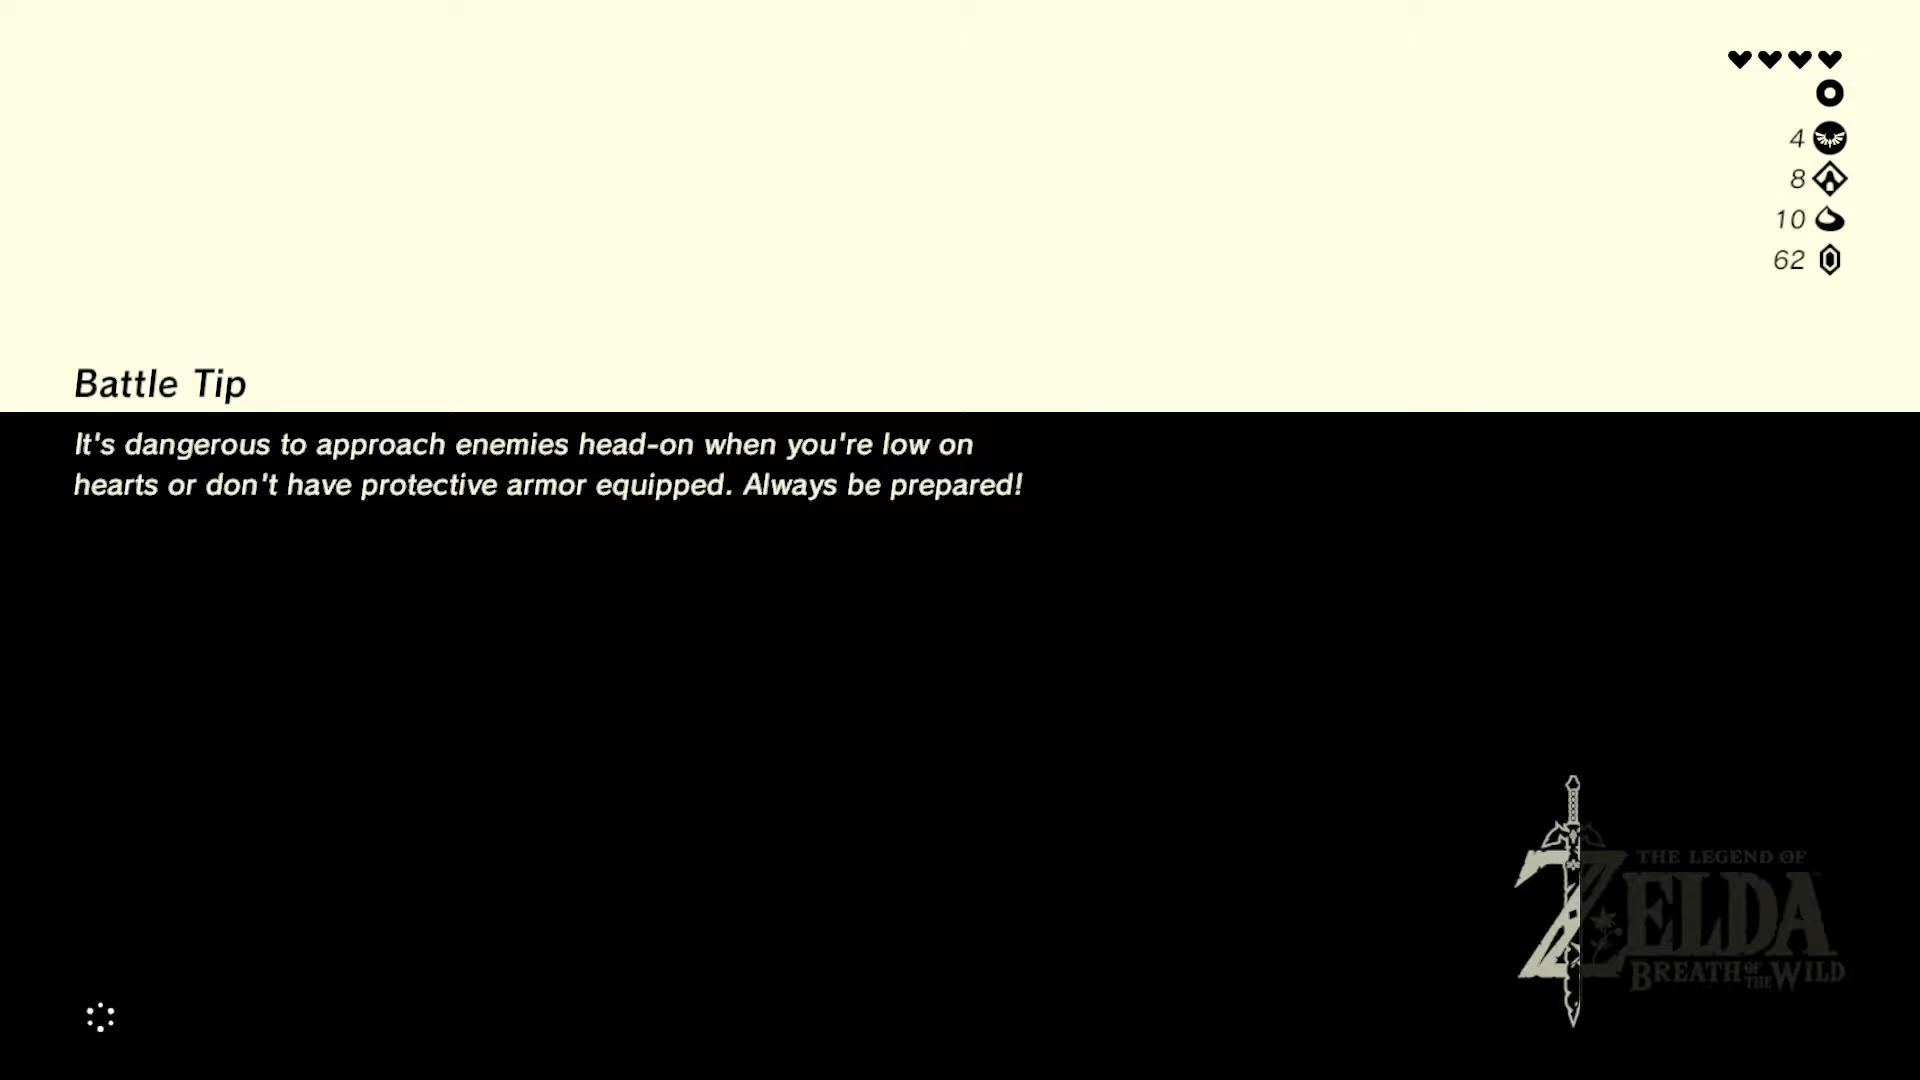 4
8
10
62
Battle Tip
It's dangerous to approach enemies head-on when you're low on
hearts or don't have protective armor equipped. Always be prepared!
THE LEGEND OF
ZELDA
BREATH OF THE WILD